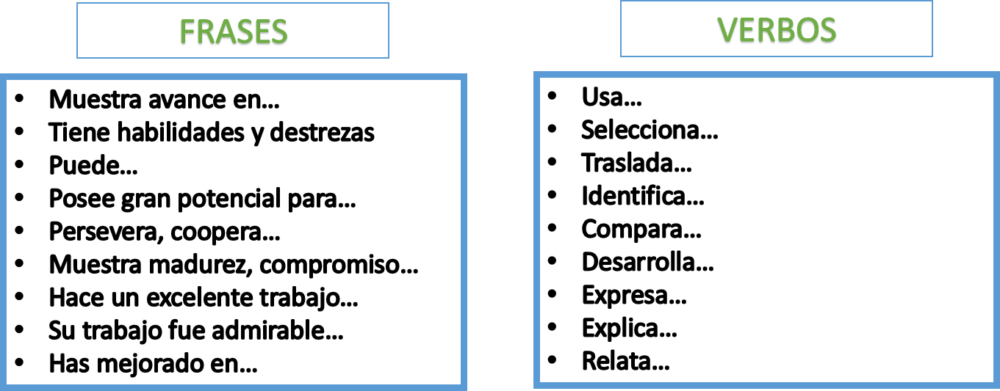 FRASES
• Muestra avance en...
• Tiene habilidades y destrezas
• Puede...
• Posee gran potencial para...
• Persevera, coopera...
• Muestra madurez, compromiso...
• Hace un excelente trabajo...
• Su trabajo fue admirable...
• Has mejorado en...
VERBOS
• Usa...
• Selecciona...
• Traslada...
• Identifica...
• Compara...
• Desarrolla...
• Expresa...
• Explica...
• Relata...